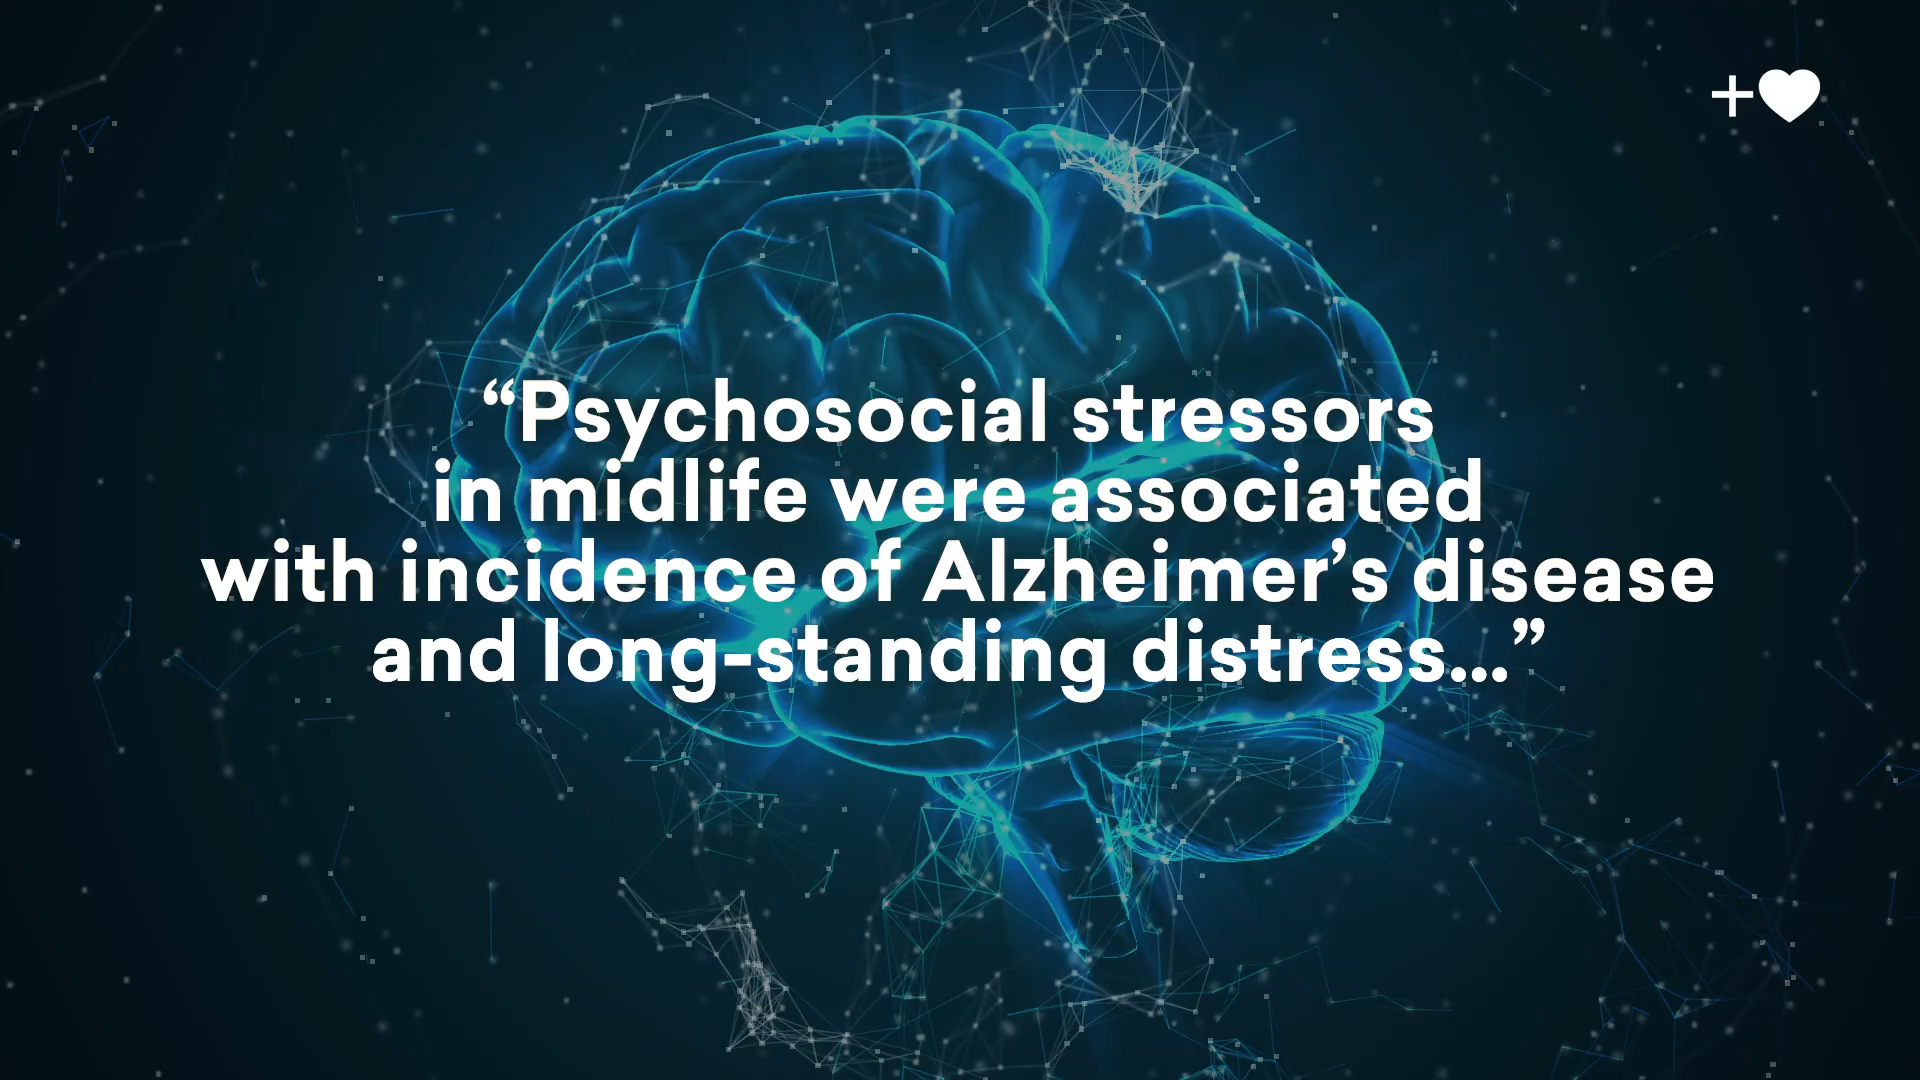 “Psychosocial stressors
in midlife were associated
with incidence of Alzheimer’s disease
and long-standing distress...”